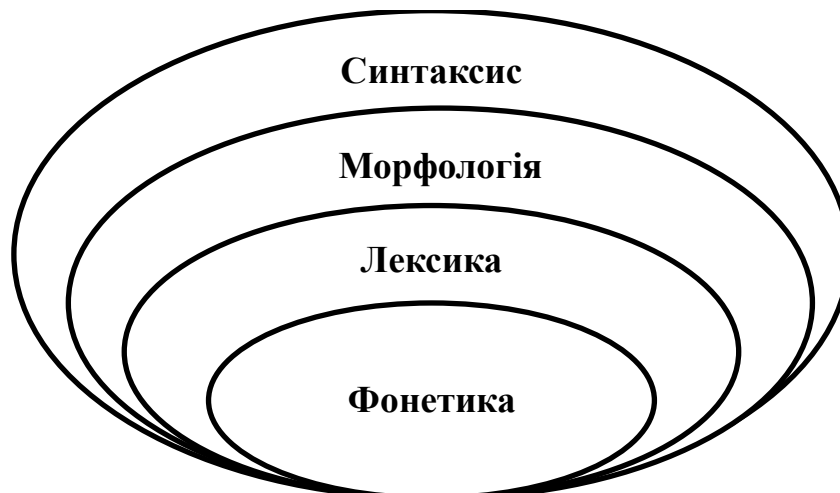 Синтаксис
Морфологія
Лексика
Фонетика